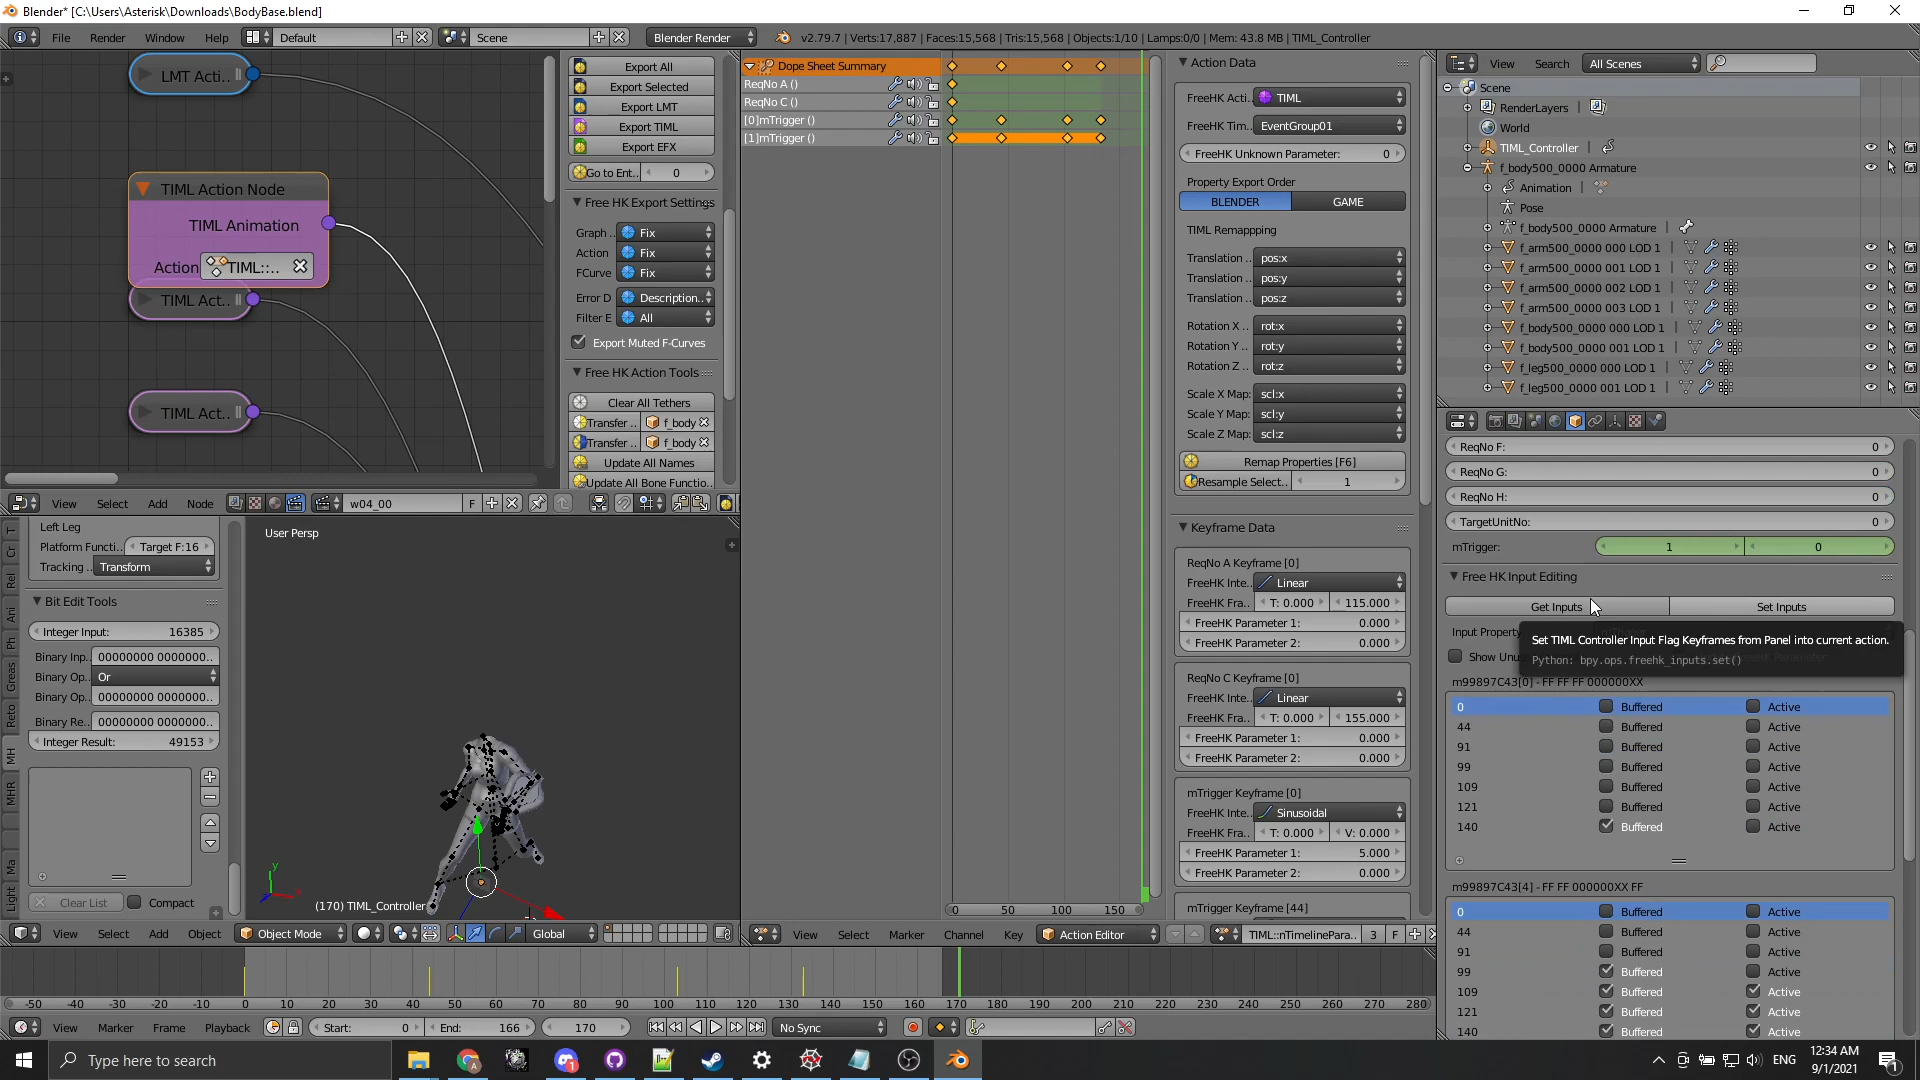 Blender* [C:\Users\Asterisk\Downloads\BodyBase.blend]
File Render Window Help Default Scene Blender Render v2.79.7 | Verts:17,887 | Faces:15,568 | Tris:15,568 | Objects:1/10 | Lamps:0/0 | Mem: 43.8 MB | TIML_Controller
LMT Acti..
TIML Action Node
TIML Animation
Action TIML::..
TIML Act..
TIML Act..
View Select Add Node w04_00 F
Export All
Export Selected
Export LMT
Export TIML
Export EFX
Go to Ent.. 0
Free HK Export Settings
Graph .. Fix
Action Fix
FCurve Fix
Error D Description..
Filter E All
Export Muted F-Curves
Free HK Action Tools
Clear All Tethers
Transfer .. f_body
Transfer .. f_body
Update All Names
Update All Bone Functio..
Left Leg
Platform Functi.. Target F:16
Tracking .. Transform
Bit Edit Tools
Integer Input: 16385
Binary Inp.. 00000000 0000000..
Binary Op.. Or
Binary Op.. 00000000 0000000..
Binary Re.. 00000000 0000000..
Integer Result: 49153
Clear List Compact
T
Cr
Rel
Ani
Ph
Greas
Reto
MH
MHR
Ma
Light
User Persp
(170) TIML_Controller
View Select Add Object Object Mode Global
Dope Sheet Summary
ReqNo A ()
ReqNo C ()
[0]mTrigger ()
[1]mTrigger ()
0 50 100 150
View Select Marker Channel Key Action Editor TIML::nTimelinePara.. 3 F
Action Data
FreeHK Acti.. TIML
FreeHK Tim.. EventGroup01
FreeHK Unknown Parameter: 0
Property Export Order
BLENDER GAME
TIML Remappping
Translation .. pos:x
Translation .. pos:y
Translation .. pos:z
Rotation X .. rot:x
Rotation Y .. rot:y
Rotation Z .. rot:z
Scale X Map: scl:x
Scale Y Map: scl:y
Scale Z Map: scl:z
Remap Properties [F6]
Resample Select.. 1
Keyframe Data
ReqNo A Keyframe [0]
FreeHK Inte.. Linear
FreeHK Fra.. T: 0.000 115.000
FreeHK Parameter 1: 0.000
FreeHK Parameter 2: 0.000
ReqNo C Keyframe [0]
FreeHK Inte.. Linear
FreeHK Fra.. T: 0.000 155.000
FreeHK Parameter 1: 0.000
FreeHK Parameter 2: 0.000
mTrigger Keyframe [0]
FreeHK Inte.. Sinusoidal
FreeHK Fra.. T: 0.000 V: 0.000
FreeHK Parameter 1: 5.000
FreeHK Parameter 2: 0.000
mTrigger Keyframe [44]
View Search All Scenes
Scene
RenderLayers
World
TIML_Controller
f_body500_0000 Armature
Animation
Pose
f_body500_0000 Armature
f_arm500_0000 000 LOD 1
f_arm500_0000 001 LOD 1
f_arm500_0000 002 LOD 1
f_arm500_0000 003 LOD 1
f_body500_0000 000 LOD 1
f_body500_0000 001 LOD 1
f_leg500_0000 000 LOD 1
f_leg500_0000 001 LOD 1
ReqNo F: 0
ReqNo G: 0
ReqNo H: 0
TargetUnitNo: 0
mTrigger: 1 0
Free HK Input Editing
Get Inputs Set Inputs
Input Property
Set TIML Controller Input Flag Keyframes from Panel into current action.
Python: bpy.ops.freehk_inputs.set()
Show Unu
m99897C43[0] - FF FF FF 000000XX
0 Buffered Active
44 Buffered Active
91 Buffered Active
99 Buffered Active
109 Buffered Active
121 Buffered Active
140 Buffered Active
m99897C43[4] - FF FF 000000XX FF
0 Buffered Active
44 Buffered Active
91 Buffered Active
99 Buffered Active
109 Buffered Active
121 Buffered Active
140 Buffered Active
-50 -40 -30 -20 -10 0 10 20 30 40 50 60 70 80 90 100 110 120 130 140 150 160 170 180 190 200 210 220 230 240 250 260 270 280
View Marker Frame Playback Start: 0 End: 166 170 No Sync
Type here to search
ENG
12:34 AM
9/1/2021